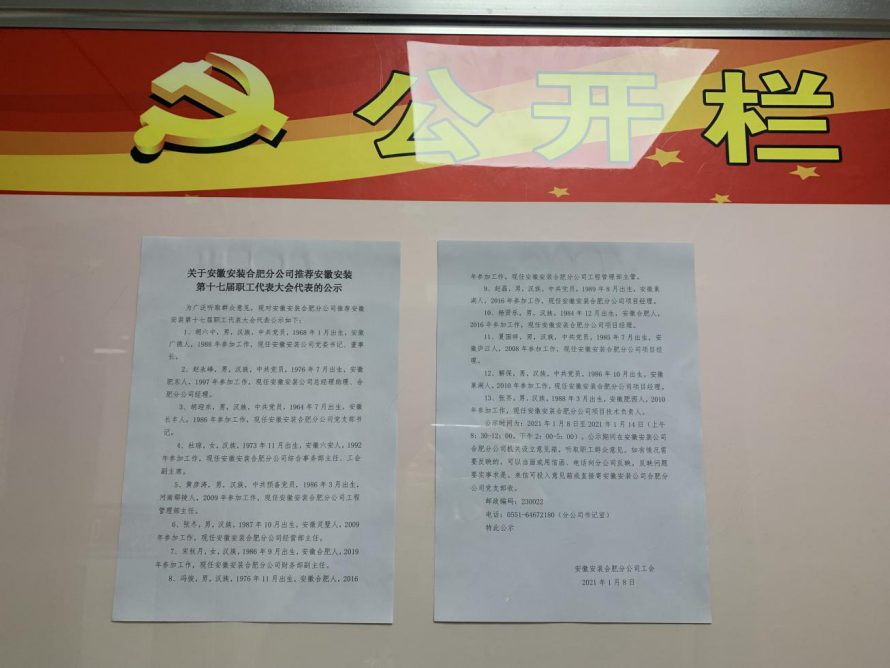 公开栏
关于安徽安装合肥分公司推荐安徽安装
第十七届职工代表大会代表的公示
为广泛听取群众意见，现对安徽安装合肥分公司推荐安徽
安装第十七届职工代表大会代表公示如下：
1、胡六中，男，汉族，中共党员，1968年1月出生，安徽
广德人，1988年参加工作，现任安徽安装公司党委书记、董事
长。
2、赵永峰，男，汉族，中共党员，1976年7月出生，安徽
肥东人，1997年参加工作，现任安徽安装公司总经理助理、合
肥分公司经理。
3、胡迎东，男，汉族，中共党员，1964年7月出生，安徽
长丰人，1986年参加工作，现任安徽安装合肥分公司党支部书
记。
4、杜琼，女，汉族，1973年11月出生，安徽六安人，1992
年参加工作，现任安徽安装合肥分公司综合事务部主任、工会
副主席。
5、黄彦涛，男，汉族，中共预备党员，1986年3月出生，
河南鄢陵人，2009年参加工作，现任安徽安装合肥分公司工程
管理部主任。
6、张冬，男，汉族，1987年10月出生，安徽灵璧人，2009
年参加工作，现任安徽安装合肥分公司经营部主任。
7、宋秋月，女，汉族，1986年9月出生，安徽合肥人，2019
年参加工作，现任安徽安装合肥分公司财务部副主任。
8、冯俊，男，汉族，1976年11月出生，安徽合肥人，2016
年参加工作，现任安徽安装合肥分公司工程管理部主管。
9、赵磊，男，汉族，中共党员，1989年8月出生，安徽巢
湖人，2016年参加工作，现任安徽安装合肥分公司项目经理。
10、杨，男，汉族，1984年12月出生，安徽合肥人，
2016年参加工作，现任安徽安装合肥分公司项目经理。
11、夏，男，汉族，中共党员，1985年7月出生，安
徽庐江人，2008年参加工作，现任安徽安装合肥分公司项目经
理。
12、解保，男，汉族，中共党员，1986年10月出生，安徽
巢湖人，2010年参加工作，现任安徽安装合肥分公司项目经理。
13、张齐，男，汉族，1988年3月出生，安徽肥西人，2010
年参加工作，现任安徽安装合肥分公司项目技术负责人。
公示时间为：2021年1月8日至2021年1月14日（上午
8：30-12：00，下午2：00-5：00）。公示期间在安徽安装公司
合肥分公司机关设立意见箱，听取职工群众意见。如有情况需
要反映的，可以当面或用信函、电话向分公司反映，反映问题
要实事求是。来信可投入意见箱或直接寄安徽安装公司合肥分
公司党支部收。
邮政编码：230022
电话：0551-64672180（分公司书记室）
特此公示
安徽安装合肥分公司工会
2021年1月8日